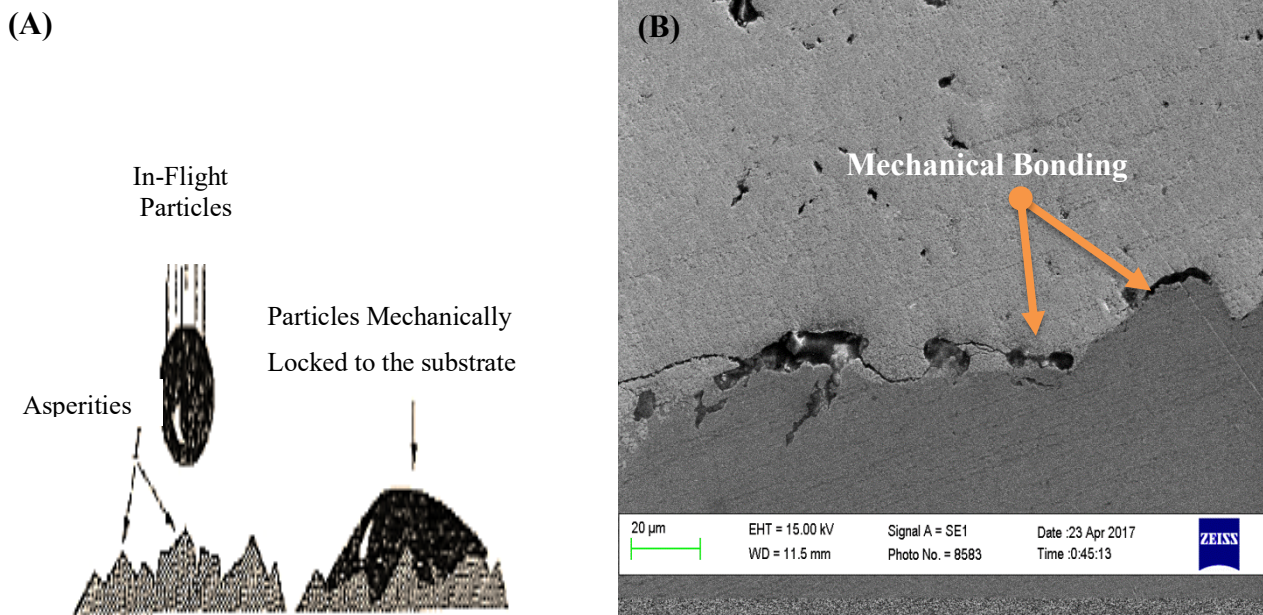 (A)
In-Flight
Particles
Particles Mechanically
Locked to the substrate
Asperities
(B)
Mechanical Bonding
20 µm
EHT = 15.00 kV
Signal A = SE1
Date :23 Apr 2017
WD = 11.5 mm
Photo No. = 8583
Time :0:45:13
ZEISS